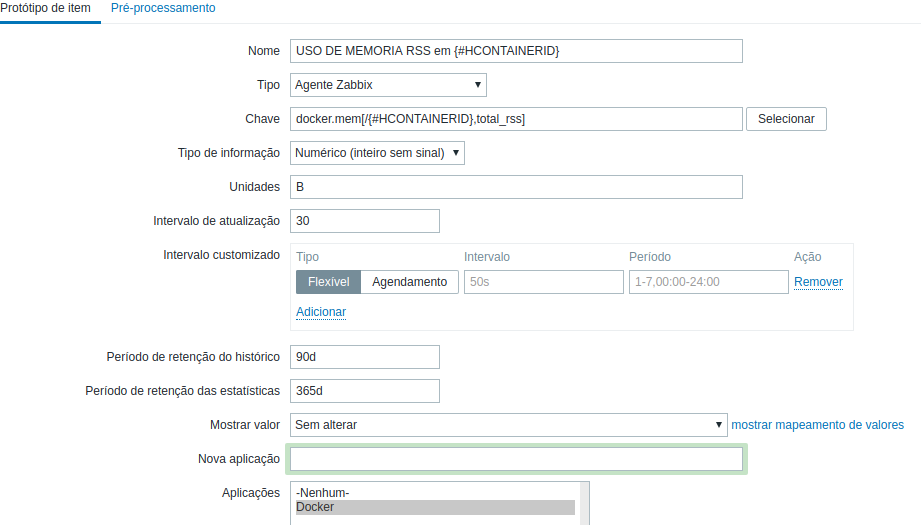 Protótipo de item Pré-processamento
Nome USO DE MEMORIA RSS em {#HCONTAINERID}
Tipo Agente Zabbix
Chave docker.mem[/{#HCONTAINERID},total_rss] Selecionar
Tipo de informação Numérico (inteiro sem sinal)
Unidades B
Intervalo de atualização 30
Intervalo customizado Tipo Intervalo Período Ação
Flexível Agendamento 50s 1-7,00:00-24:00 Remover
Adicionar
Período de retenção do histórico 90d
Período de retenção das estatísticas 365d
Mostrar valor Sem alterar mostrar mapeamento de valores
Nova aplicação
Aplicações -Nenhum-
Docker